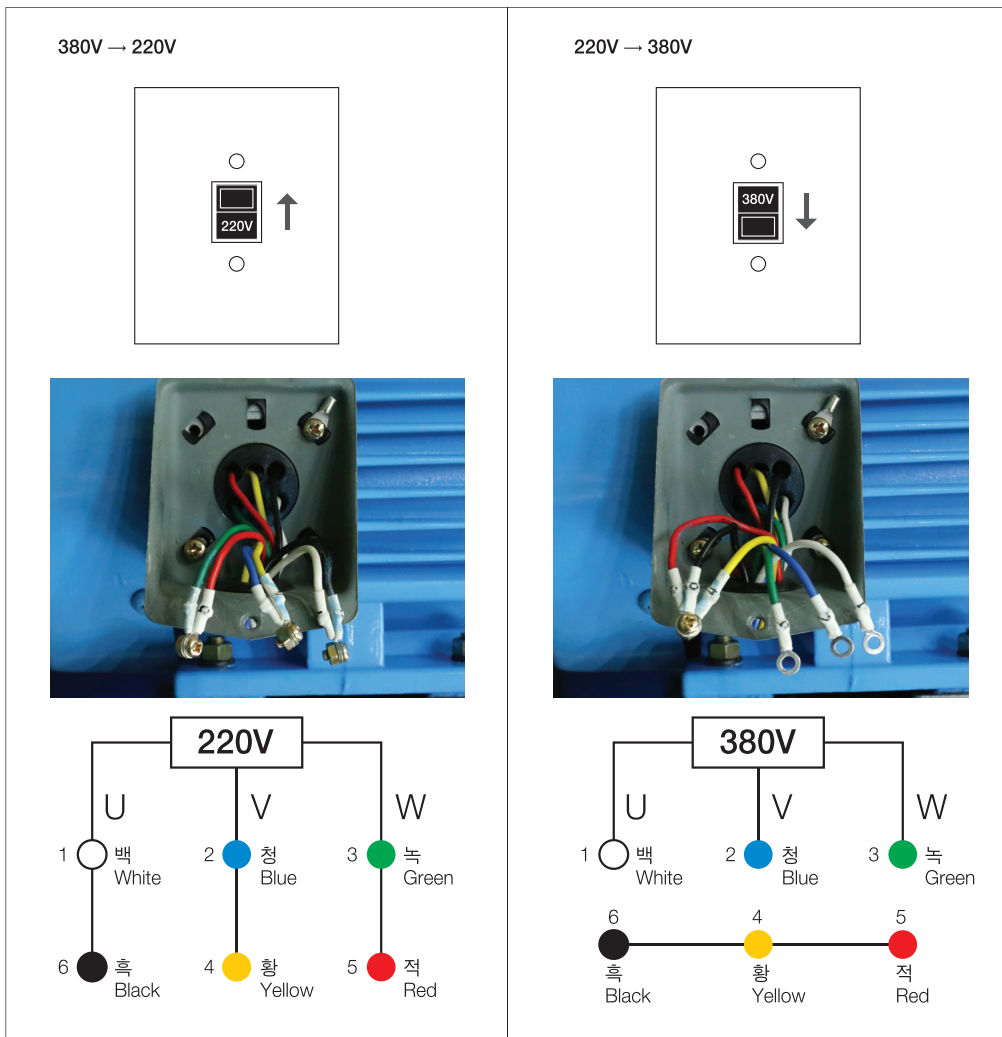 380V → 220V
220V
220V
U
V
W
1
백
White
2
청
Blue
3
녹
Green
6
흑
Black
4
황
Yellow
5
적
Red
220V → 380V
380V
380V
U
V
W
1
백
White
2
청
Blue
3
녹
Green
6
흑
Black
4
황
Yellow
5
적
Red